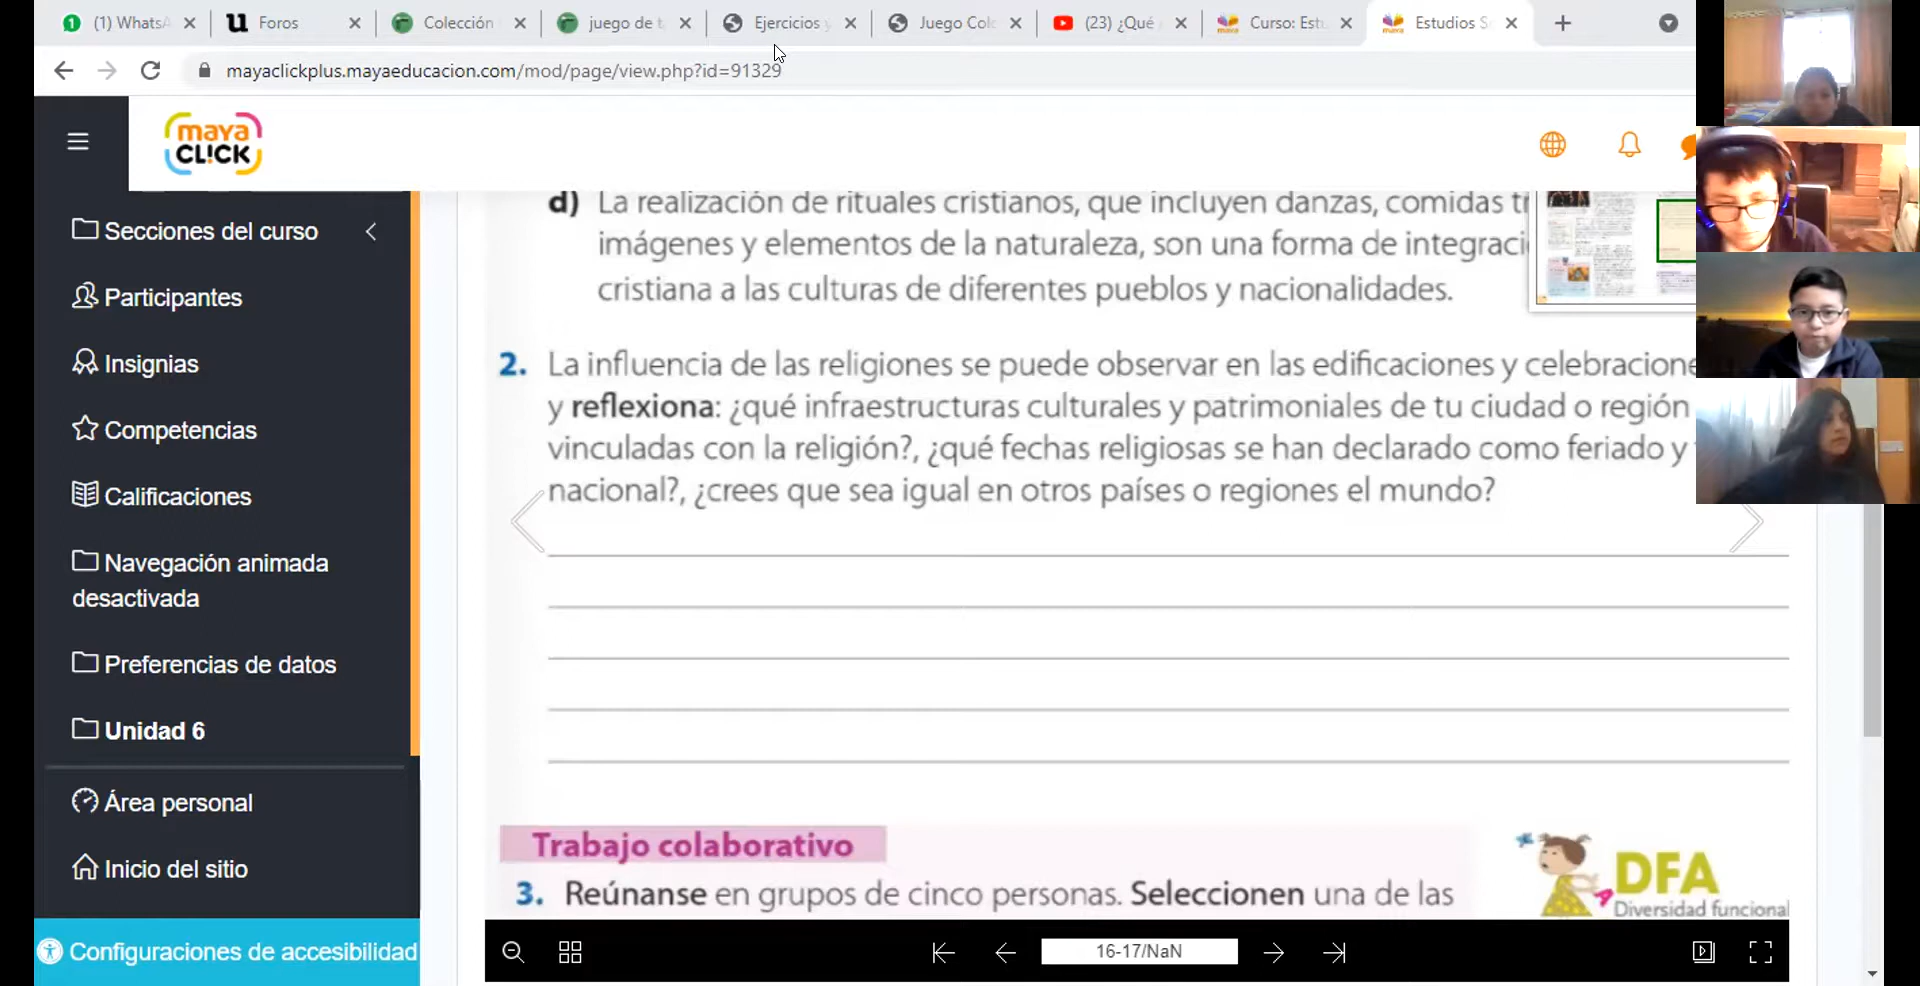 (1) WhatsA
Foros
Colección
juego de t
Ejercicios y
Juego Colo
(23) ¿Qué
Curso: Est
Estudios So
mayaclickplus.mayaeducacion.com/mod/page/view.php?id=91329
maya
CL!CK
Secciones del curso
Participantes
Insignias
Competencias
Calificaciones
Navegación animada
desactivada
Preferencias de datos
Unidad 6
Área personal
Inicio del sitio
Configuraciones de accesibilidad
d) La realización de rituales cristianos, que incluyen danzas, comidas tr
imágenes y elementos de la naturaleza, son una forma de integraci
cristiana a las culturas de diferentes pueblos y nacionalidades.
2. La influencia de las religiones se puede observar en las edificaciones y celebracione
y reflexiona: ¿qué infraestructuras culturales y patrimoniales de tu ciudad o región
vinculadas con la religión?, ¿qué fechas religiosas se han declarado como feriado y
nacional?, ¿crees que sea igual en otros países o regiones el mundo?
Trabajo colaborativo
3. Reúnanse en grupos de cinco personas. Seleccionen una de las
DFA
Diversidad funcional
16-17/NaN